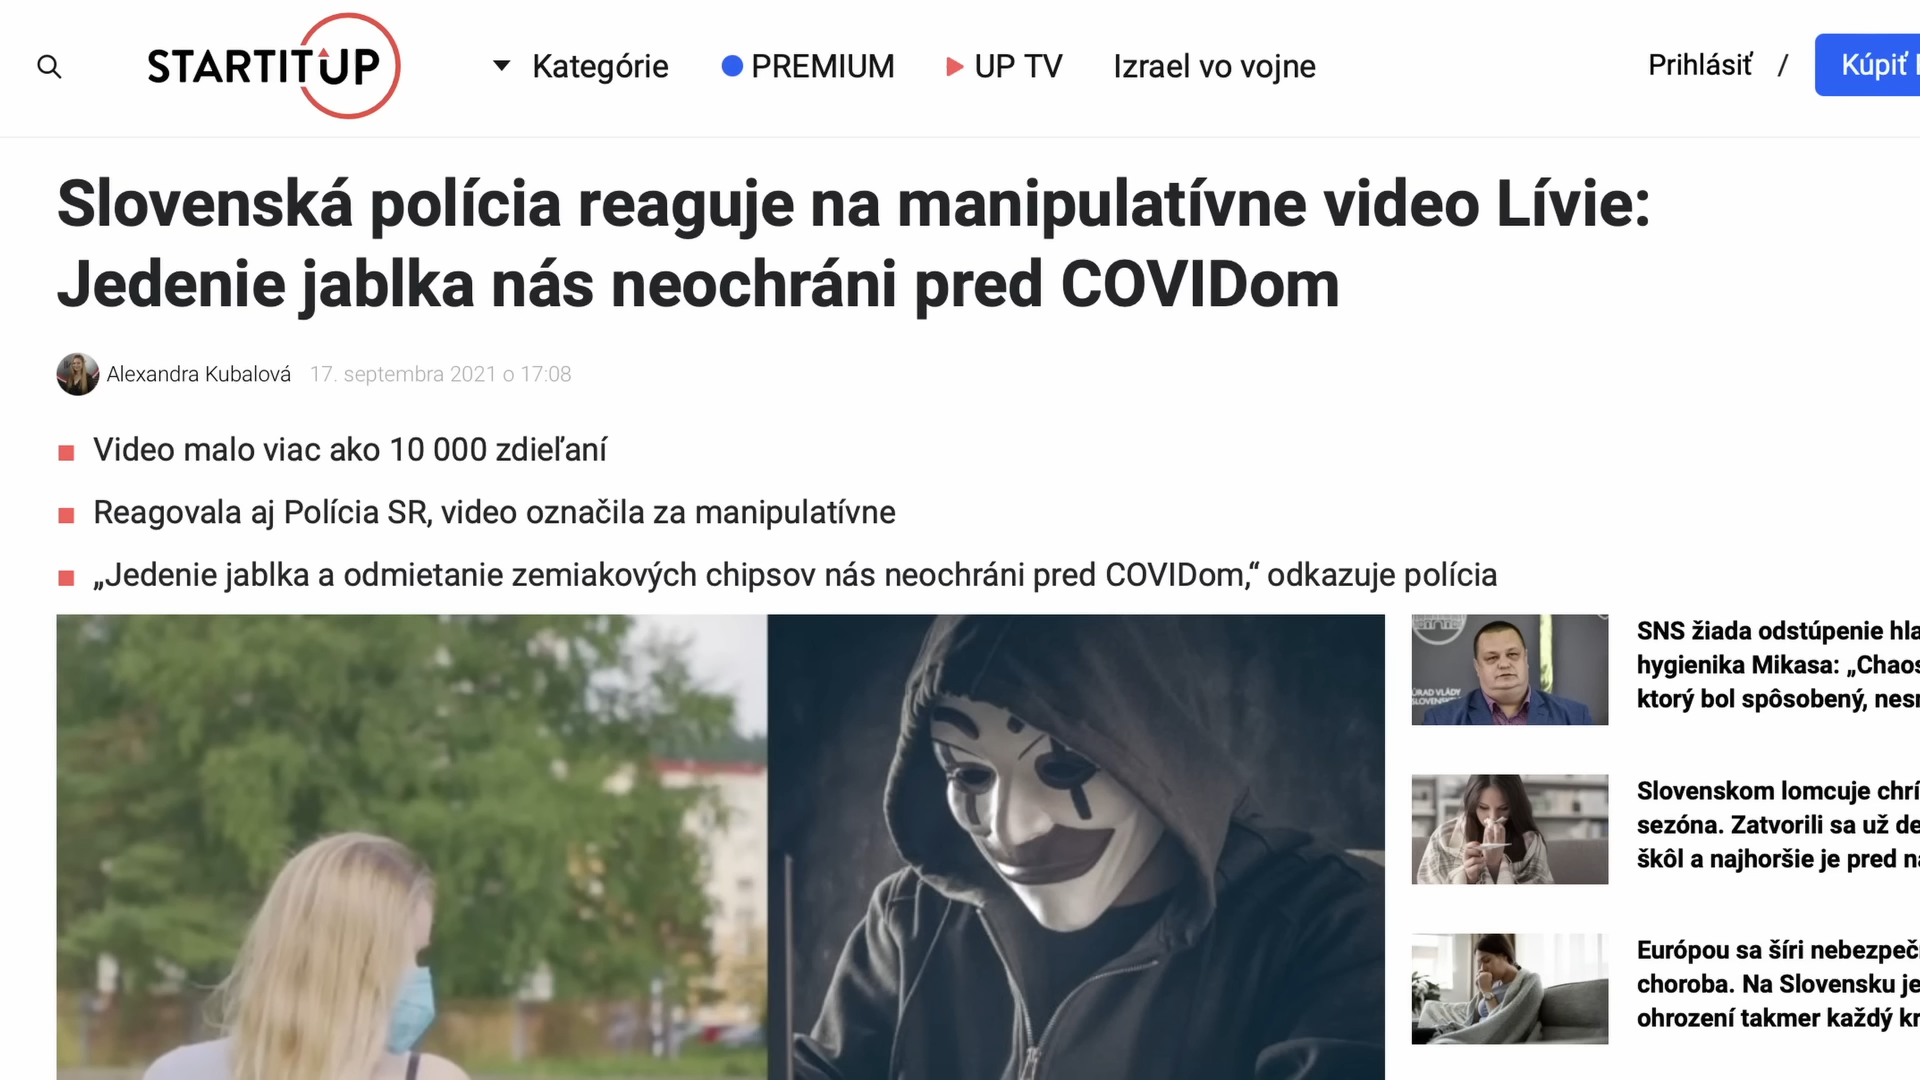 STARTITUP
Kategórie
PREMIUM
UP TV
Izrael vo vojne
Prihlásiť /
Kúpiť
Slovenská polícia reaguje na manipulatívne video Lívie:
Jedenie jablka nás neochráni pred COVIDom
Alexandra Kubalová 17. septembra 2021 o 17:08
Video malo viac ako 10 000 zdieľaní
Reagovala aj Polícia SR, video označila za manipulatívne
„Jedenie jablka a odmietanie zemiakových chipsov nás neochráni pred COVIDom,“ odkazuje polícia
ÚRAD VLÁDY
SNS žiada odstúpenie
hygienika Mikasa: „Chaos
ktorý bol spôsobený,
Slovenskom lomcuje
sezóna. Zatvorili sa už
škôl a najhoršie je pred
Európou sa šíri
choroba. Na Slovensku je
ohrození takmer každý